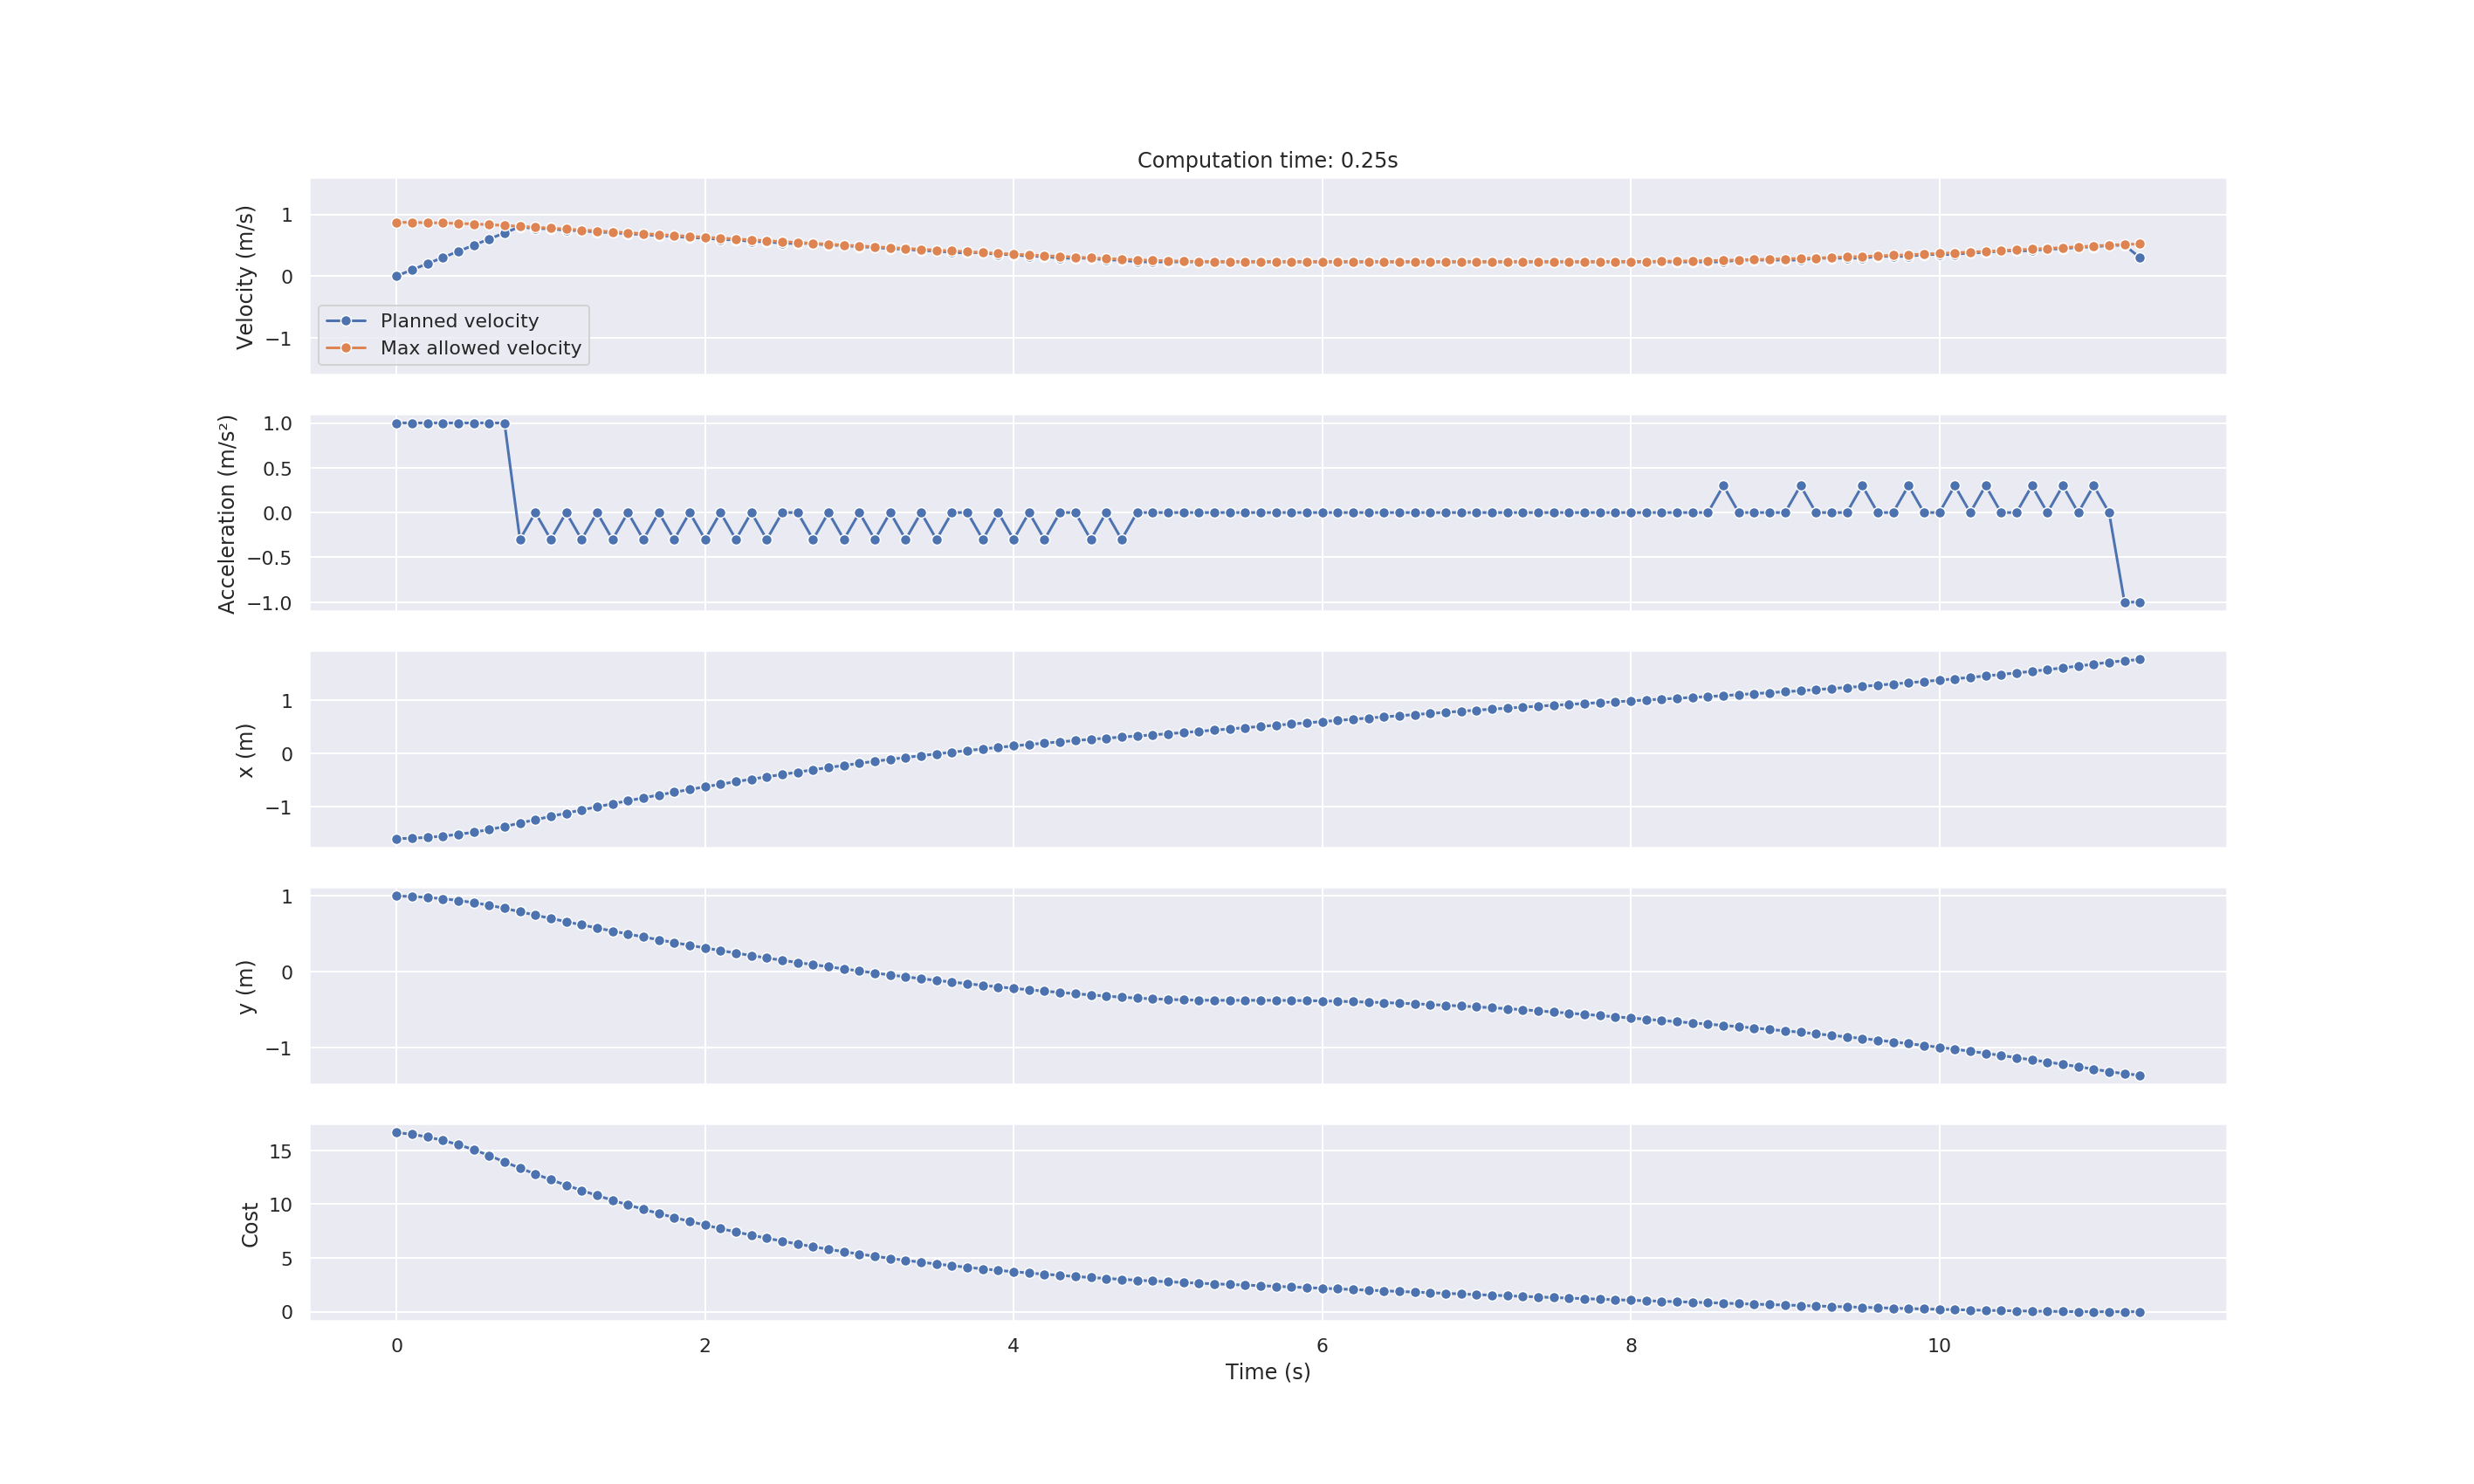 Computation time: 0.25s
Velocity (m/s)
1
0
−1
Planned velocity
Max allowed velocity
Acceleration (m/s²)
1.0
0.5
0.0
−0.5
−1.0
x (m)
1
0
−1
y (m)
1
0
−1
Cost
15
10
5
0
0 2 4 6 8 10
Time (s)